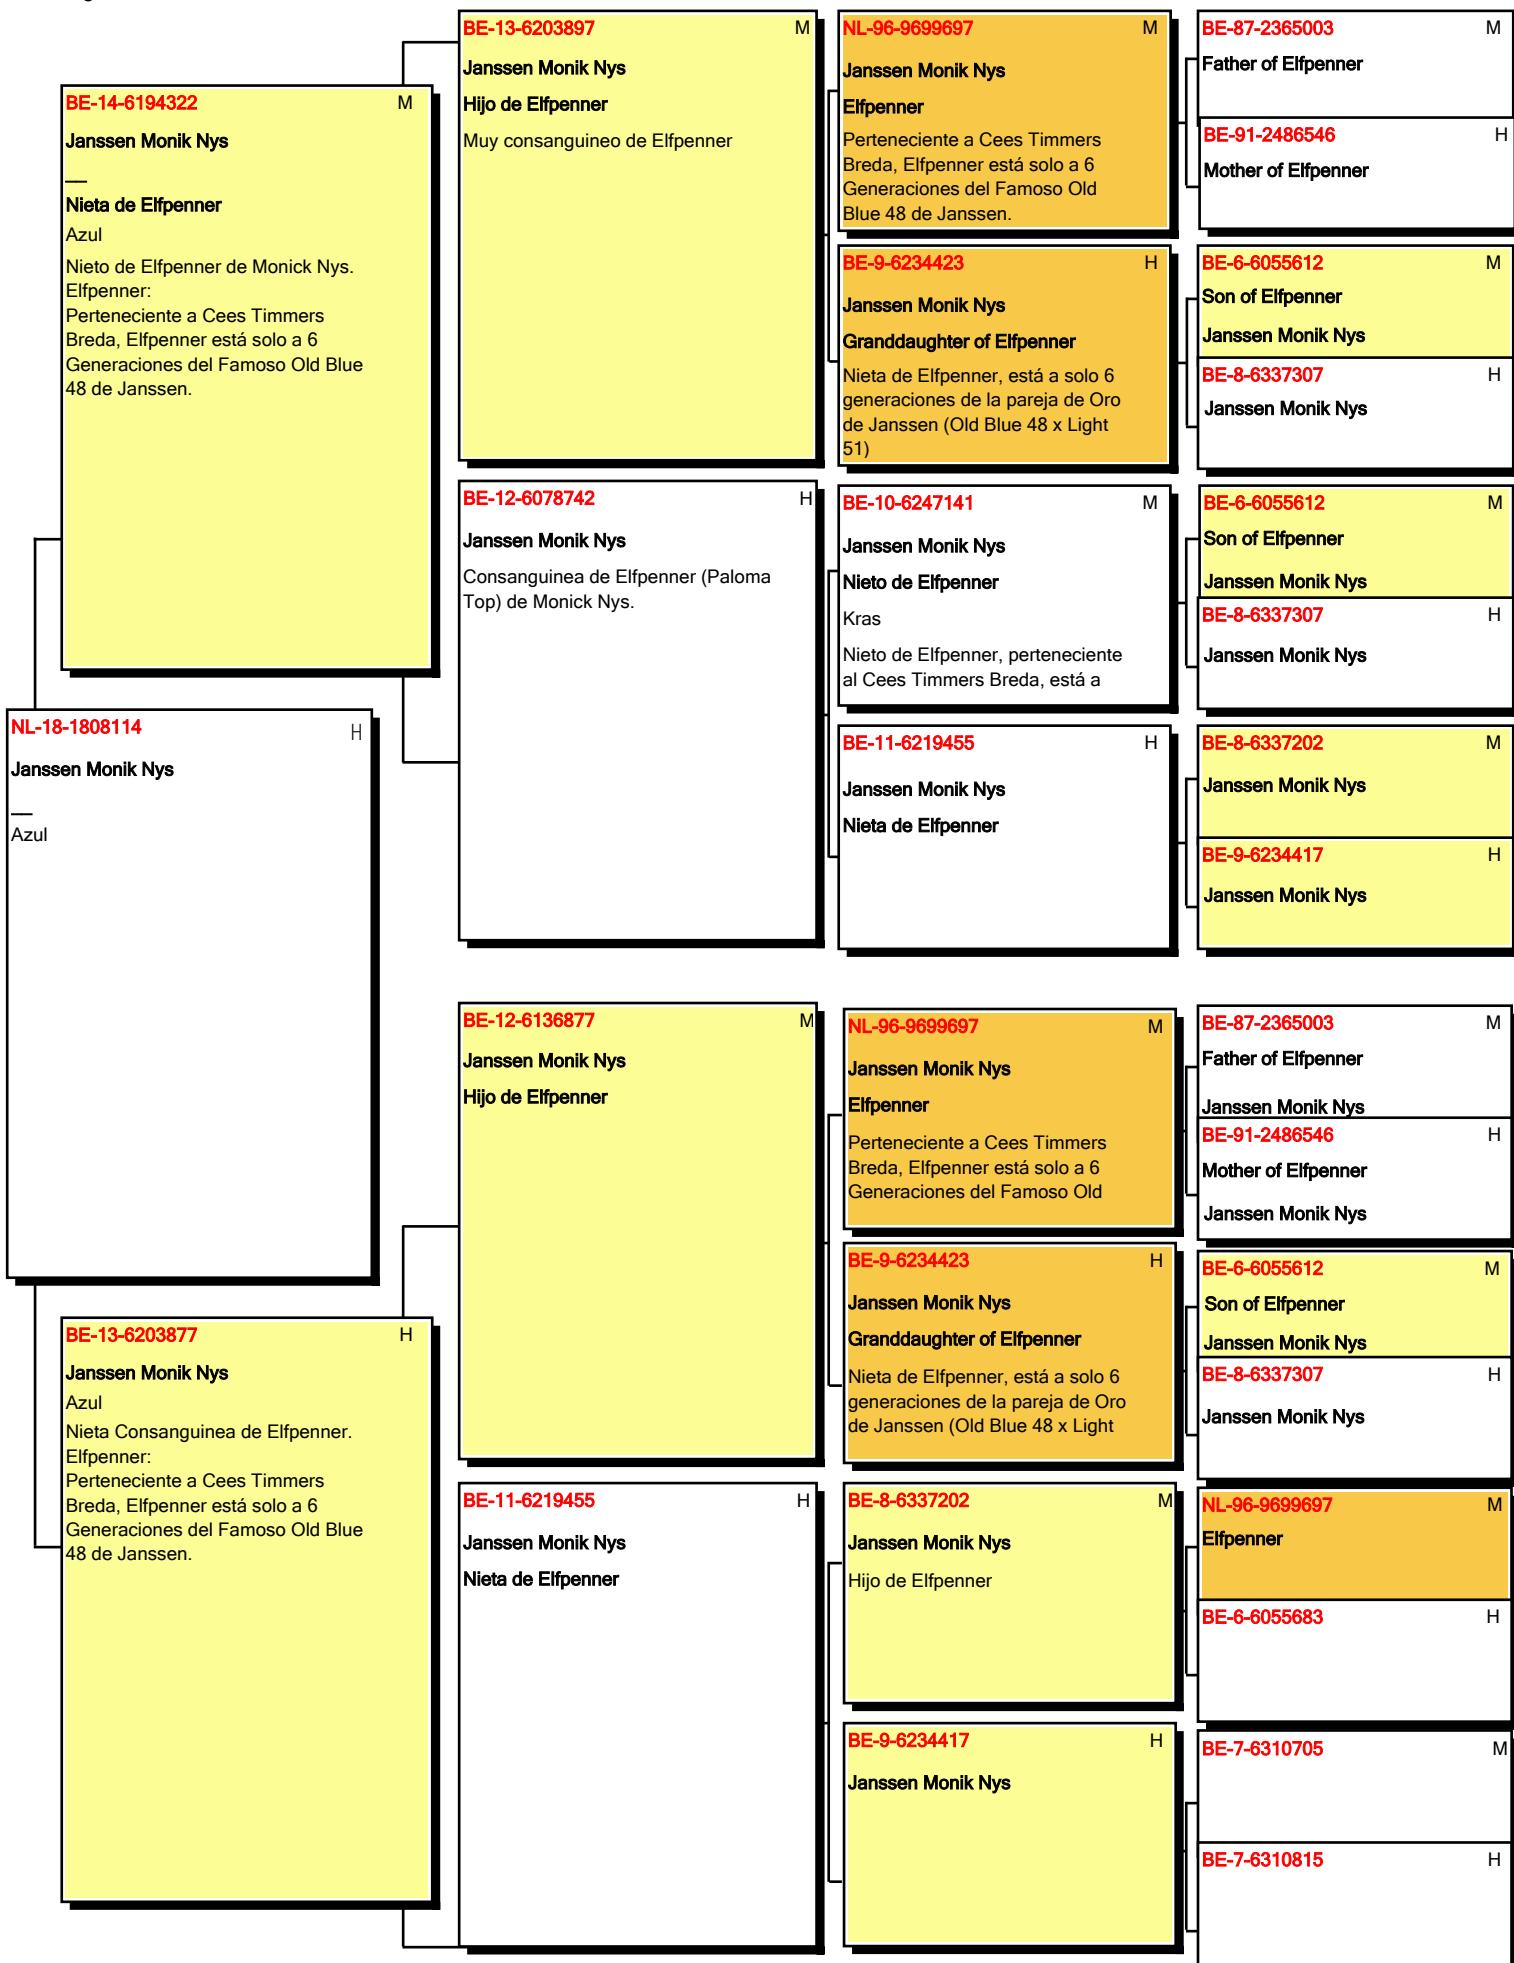 BE-14-6194322 M
Janssen Monik Nys
__
Nieta de Elfpenner
Azul
Nieto de Elfpenner de Monick Nys.
Elfpenner:
Perteneciente a Cees Timmers
Breda, Elfpenner está solo a 6
Generaciones del Famoso Old Blue
48 de Janssen.
NL-18-1808114 H
Janssen Monik Nys
__
Azul
BE-13-6203877 H
Janssen Monik Nys
Azul
Nieta Consanguinea de Elfpenner.
Elfpenner:
Perteneciente a Cees Timmers
Breda, Elfpenner está solo a 6
Generaciones del Famoso Old Blue
48 de Janssen.
BE-13-6203897 M
Janssen Monik Nys
Hijo de Elfpenner
Muy consanguineo de Elfpenner
BE-12-6078742 H
Janssen Monik Nys
Consanguinea de Elfpenner (Paloma
Top) de Monick Nys.
BE-12-6136877 M
Janssen Monik Nys
Hijo de Elfpenner
BE-11-6219455 H
Janssen Monik Nys
Nieta de Elfpenner
NL-96-9699697 M
Janssen Monik Nys
Elfpenner
Perteneciente a Cees Timmers
Breda, Elfpenner está solo a 6
Generaciones del Famoso Old
Blue 48 de Janssen.
BE-9-6234423 H
Janssen Monik Nys
Granddaughter of Elfpenner
Nieta de Elfpenner, está a solo 6
generaciones de la pareja de Oro
de Janssen (Old Blue 48 x Light
51)
BE-10-6247141 M
Janssen Monik Nys
Nieto de Elfpenner
Kras
Nieto de Elfpenner, perteneciente
al Cees Timmers Breda, está a
BE-11-6219455 H
Janssen Monik Nys
Nieta de Elfpenner
NL-96-9699697 M
Janssen Monik Nys
Elfpenner
Perteneciente a Cees Timmers
Breda, Elfpenner está solo a 6
Generaciones del Famoso Old
BE-9-6234423 H
Janssen Monik Nys
Granddaughter of Elfpenner
Nieta de Elfpenner, está a solo 6
generaciones de la pareja de Oro
de Janssen (Old Blue 48 x Light
BE-8-6337202 M
Janssen Monik Nys
Hijo de Elfpenner
BE-9-6234417 H
Janssen Monik Nys
BE-87-2365003 M
Father of Elfpenner
BE-91-2486546 H
Mother of Elfpenner
BE-6-6055612 M
Son of Elfpenner
Janssen Monik Nys
BE-8-6337307 H
Janssen Monik Nys
BE-6-6055612 M
Son of Elfpenner
Janssen Monik Nys
BE-8-6337307 H
Janssen Monik Nys
BE-8-6337202 M
Janssen Monik Nys
BE-9-6234417 H
Janssen Monik Nys
BE-87-2365003 M
Father of Elfpenner
Janssen Monik Nys
BE-91-2486546 H
Mother of Elfpenner
Janssen Monik Nys
BE-6-6055612 M
Son of Elfpenner
Janssen Monik Nys
BE-8-6337307 H
Janssen Monik Nys
NL-96-9699697 M
Elfpenner
BE-6-6055683 H
BE-7-6310705 M
BE-7-6310815 H